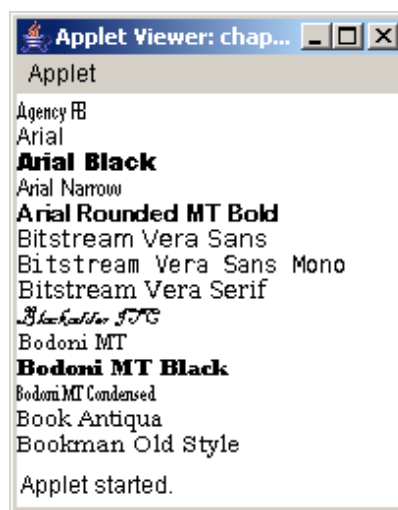 Applet Viewer: chap...
Applet
Agency FB
Arial
Arial Black
Arial Narrow
Arial Rounded MT Bold
Bitstream Vera Sans
Bitstream Vera Sans Mono
Bitstream Vera Serif
Blackadder ITC
Bodoni MT
Bodoni MT Black
Bodoni MT Condensed
Book Antiqua
Bookman Old Style
Applet started.